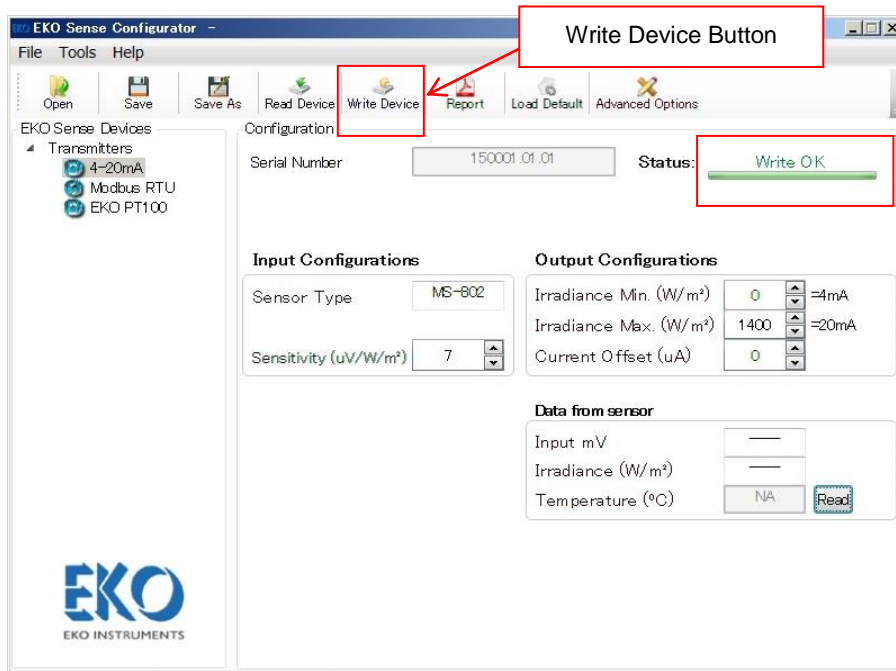 EKO Sense Configurator -
Write Device Button
File Tools Help
Open Save Save As Read Device Write Device Report Load Default Advanced Options
EKO Sense Devices
Configuration
Transmitters
4-20mA
Modbus RTU
EKO PT100
Serial Number 150001.01.01 Status: Write OK
Input Configurations
Sensor Type MS-802
Sensitivity (uV/W/m²) 7
Output Configurations
Irradiance Min. (W/m²) 0 =4mA
Irradiance Max. (W/m²) 1400 =20mA
Current Offset (uA) 0
Data from sensor
Input mV ——
Irradiance (W/m²) ——
Temperature (ºC) NA Read
EKO
EKO INSTRUMENTS